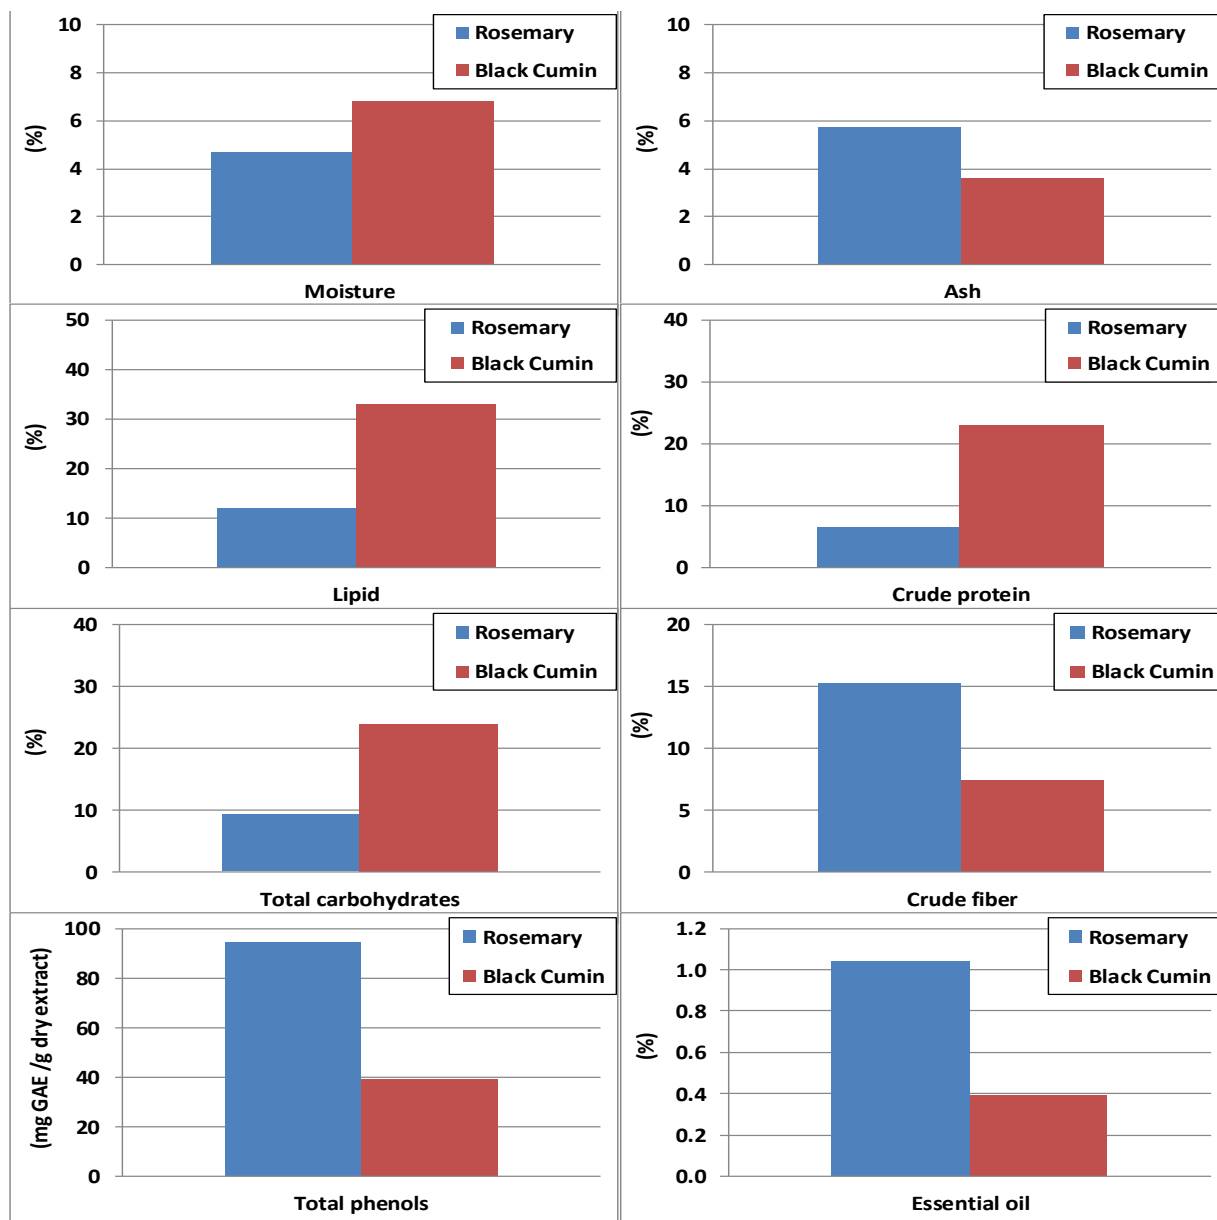 10
8
6
4
2
0
(%)
Rosemary
Black Cumin
Moisture
10
8
6
4
2
0
(%)
Rosemary
Black Cumin
Ash
50
40
30
20
10
0
(%)
Rosemary
Black Cumin
Lipid
40
30
20
10
0
(%)
Rosemary
Black Cumin
Crude protein
40
30
20
10
0
(%)
Rosemary
Black Cumin
Total carbohydrates
20
15
10
5
0
(%)
Rosemary
Black Cumin
Crude fiber
100
80
60
40
20
0
(mg GAE /g dry extract)
Rosemary
Black Cumin
Total phenols
1.2
1.0
0.8
0.6
0.4
0.2
0.0
(%)
Rosemary
Black Cumin
Essential oil